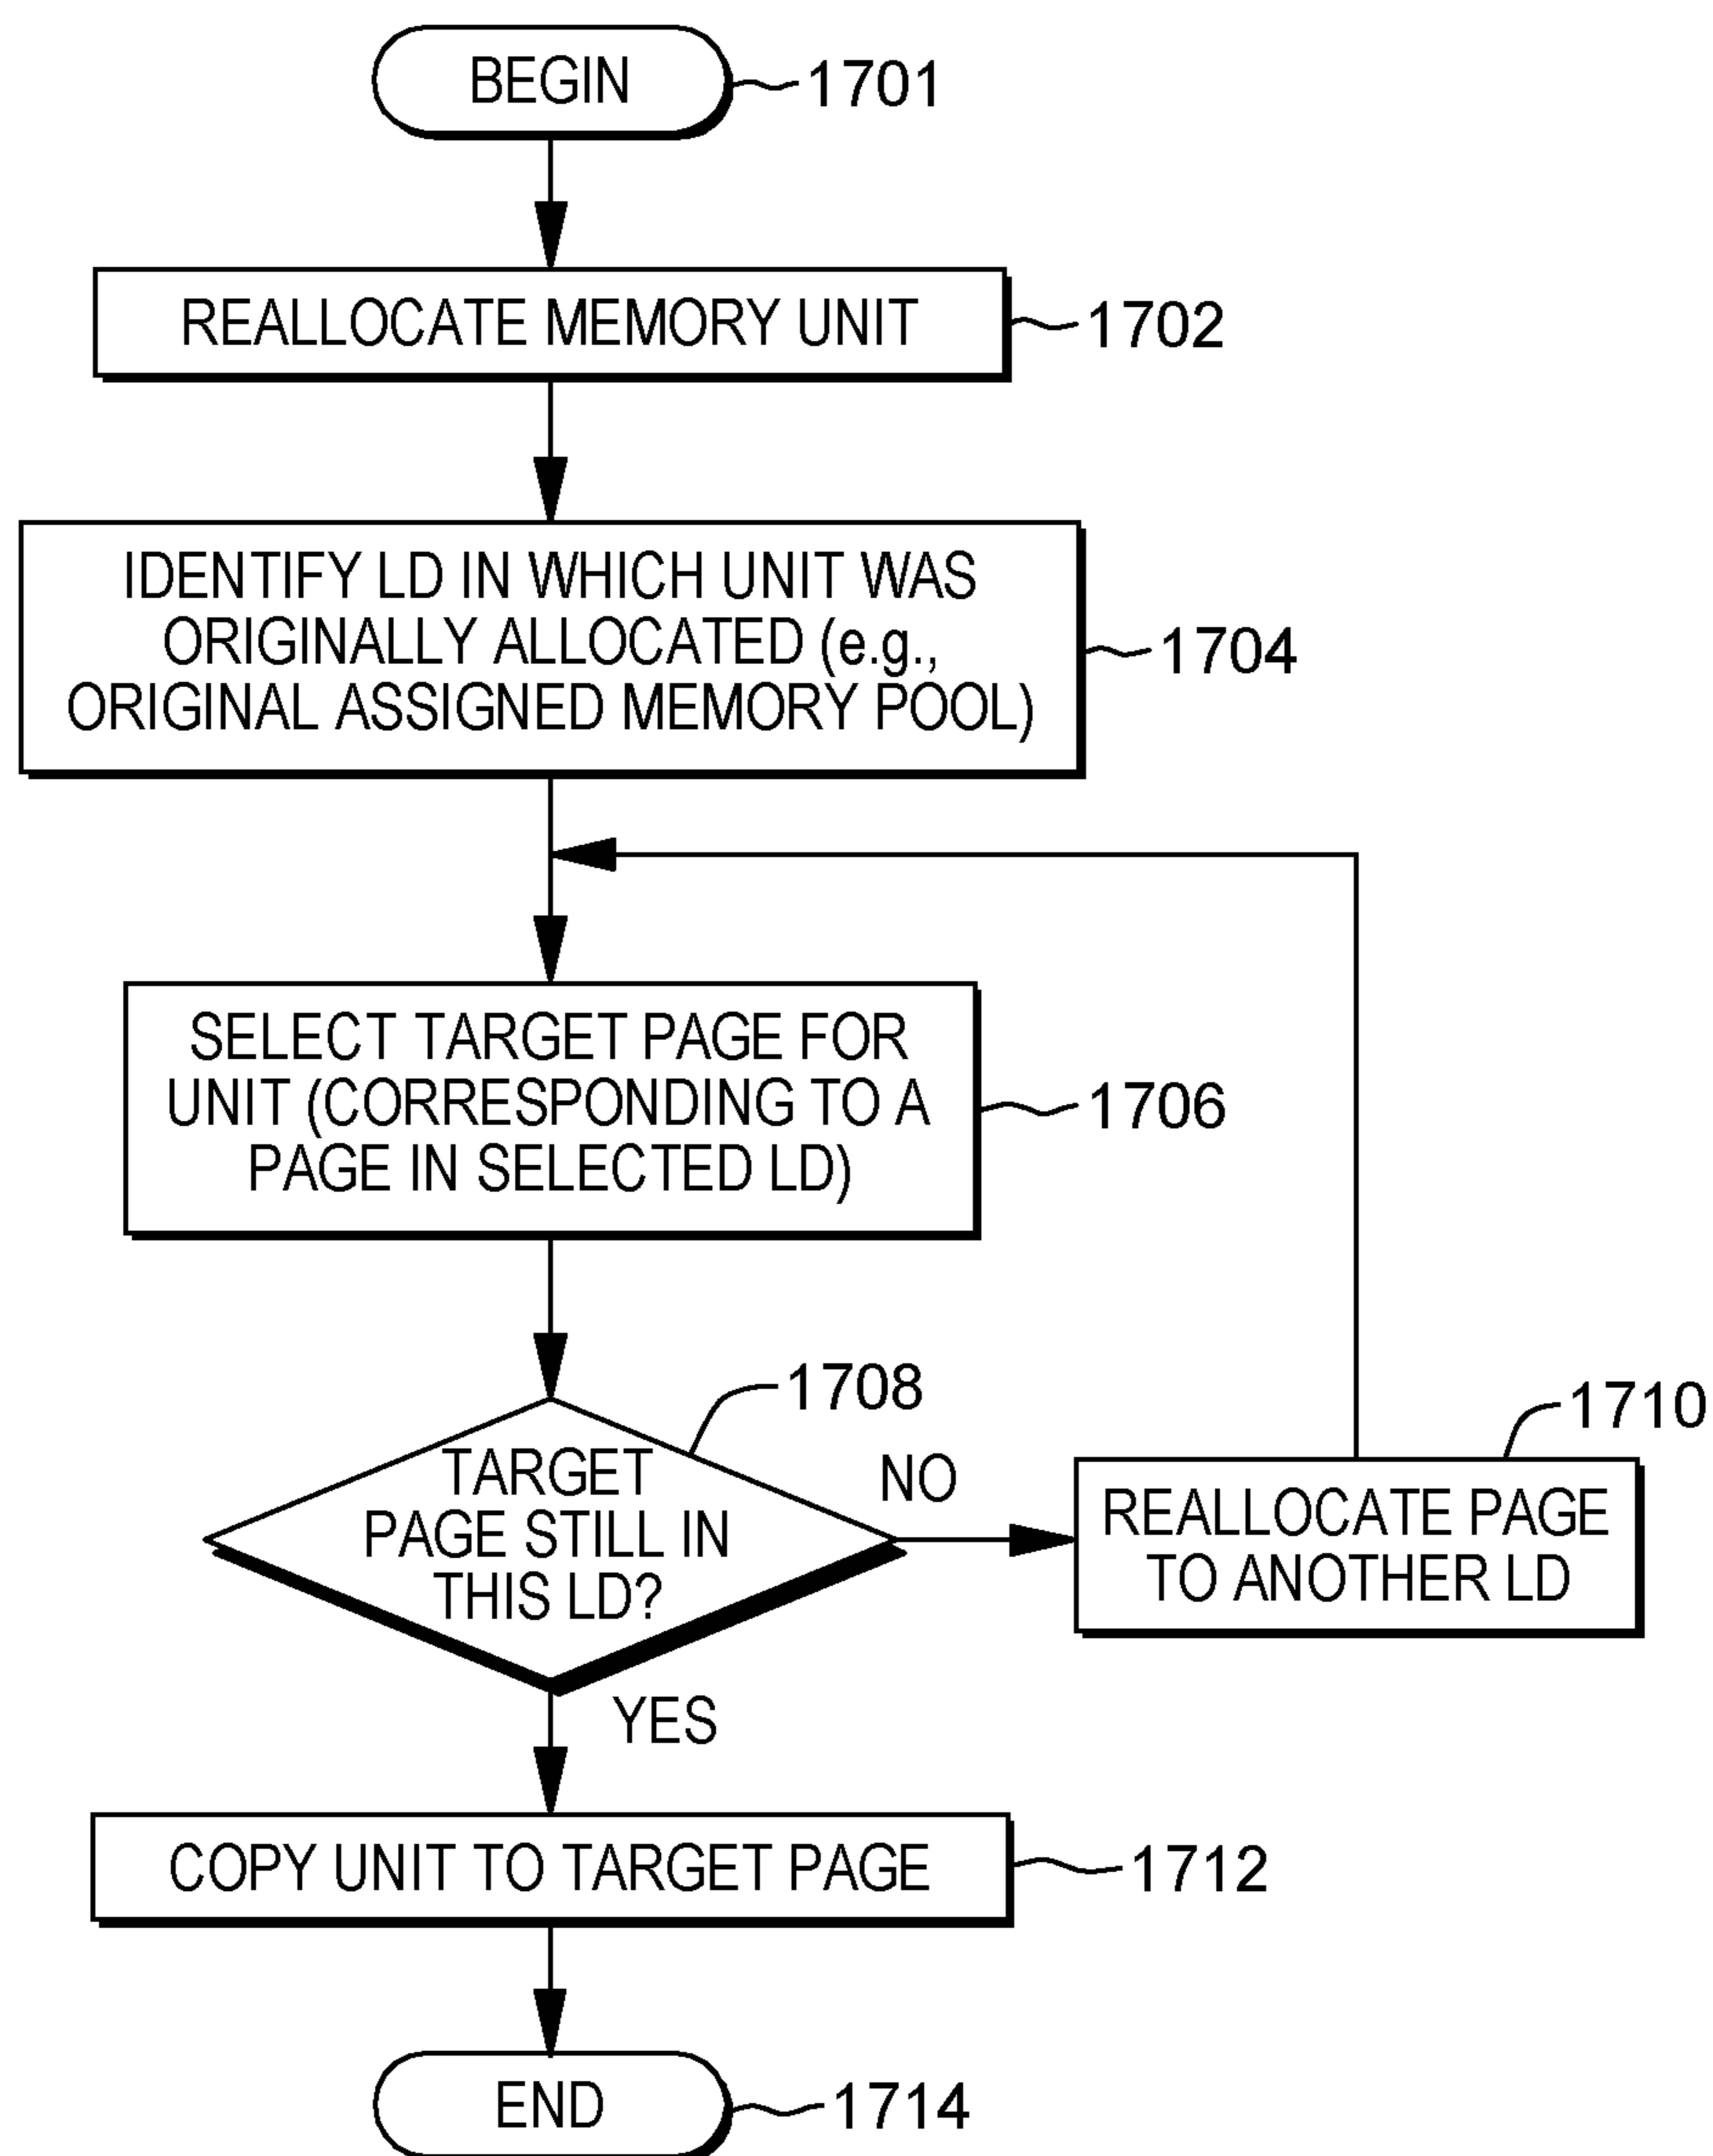 BEGIN
1701
REALLOCATE MEMORY UNIT
1702
IDENTIFY LD IN WHICH UNIT WAS
ORIGINALLY ALLOCATED (e.g.,
ORIGINAL ASSIGNED MEMORY POOL)
1704
SELECT TARGET PAGE FOR
UNIT (CORRESPONDING TO A
PAGE IN SELECTED LD)
1706
TARGET
PAGE STILL IN
THIS LD?
1708
NO
REALLOCATE PAGE
TO ANOTHER LD
1710
YES
COPY UNIT TO TARGET PAGE
1712
END
1714